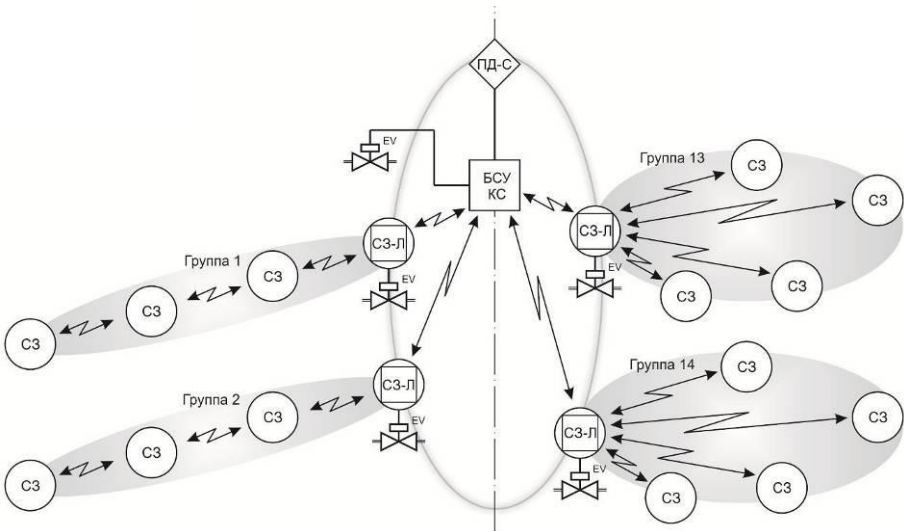 ПД-С
EV
БСУ
КС
Группа 13
СЗ
СЗ
СЗ-Л
EV
СЗ
СЗ
Группа 1
СЗ-Л
EV
СЗ
СЗ
СЗ
Группа 2
СЗ-Л
EV
СЗ
СЗ
СЗ
Группа 14
СЗ
СЗ
СЗ-Л
EV
СЗ
СЗ